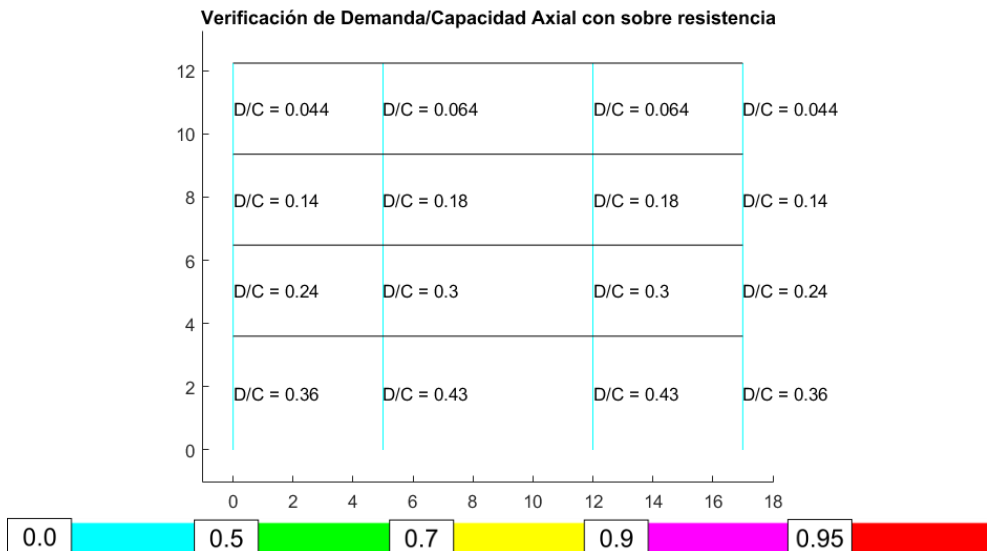 Verificación de Demanda/Capacidad Axial con sobre resistencia
12
D/C = 0.044 D/C = 0.064 D/C = 0.064 D/C = 0.044
10
8
D/C = 0.14 D/C = 0.18 D/C = 0.18 D/C = 0.14
6
D/C = 0.24 D/C = 0.3 D/C = 0.3 D/C = 0.24
4
2
D/C = 0.36 D/C = 0.43 D/C = 0.43 D/C = 0.36
0
0 2 4 6 8 10 12 14 16 18
0.0 0.5 0.7 0.9 0.95